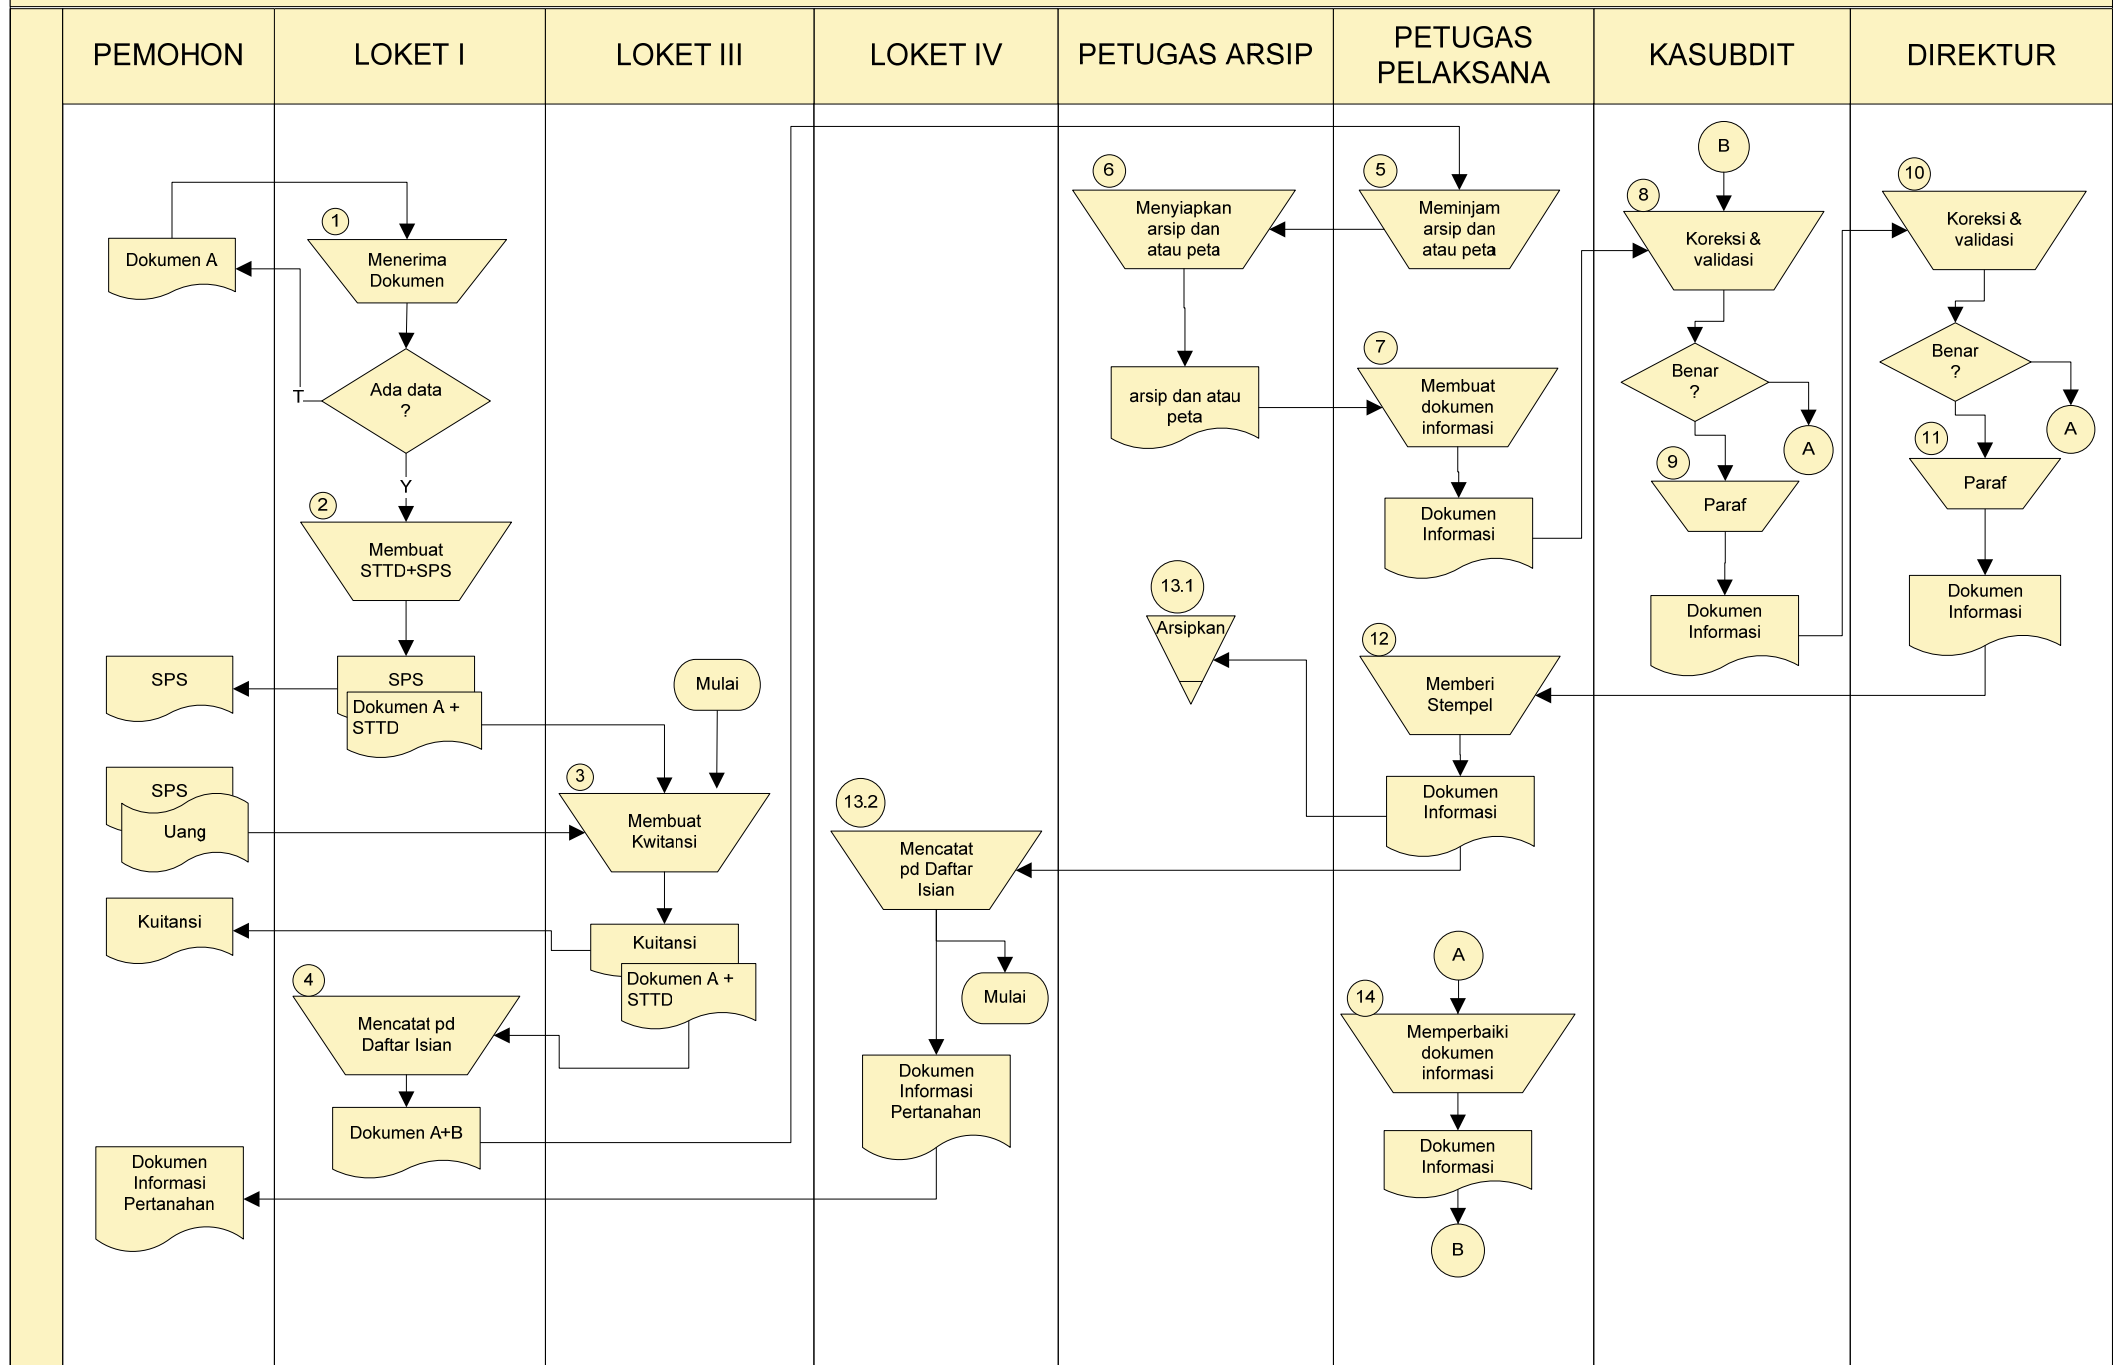 PEMOHON
LOKET I
LOKET III
LOKET IV
PETUGAS ARSIP
PETUGAS
PELAKSANA
KASUBDIT
DIREKTUR
Dokumen A
1
Menerima
Dokumen
Ada data
?
T
Y
2
Membuat
STTD+SPS
SPS
Dokumen A +
STTD
SPS
SPS
Uang
Kuitansi
4
Mencatat pd
Daftar Isian
Dokumen A+B
Dokumen
Informasi
Pertanahan
Mulai
3
Membuat
Kwitansi
Kuitansi
Dokumen A +
STTD
13.2
Mencatat
pd Daftar
Isian
Mulai
Dokumen
Informasi
Pertanahan
6
Menyiapkan
arsip dan
atau peta
arsip dan atau
peta
13.1
Arsipkan
5
Meminjam
arsip dan
atau peta
7
Membuat
dokumen
informasi
Dokumen
Informasi
12
Memberi
Stempel
Dokumen
Informasi
A
14
Memperbaiki
dokumen
informasi
Dokumen
Informasi
B
B
8
Koreksi &
validasi
Benar
?
A
9
Paraf
Dokumen
Informasi
10
Koreksi &
validasi
Benar
?
A
11
Paraf
Dokumen
Informasi